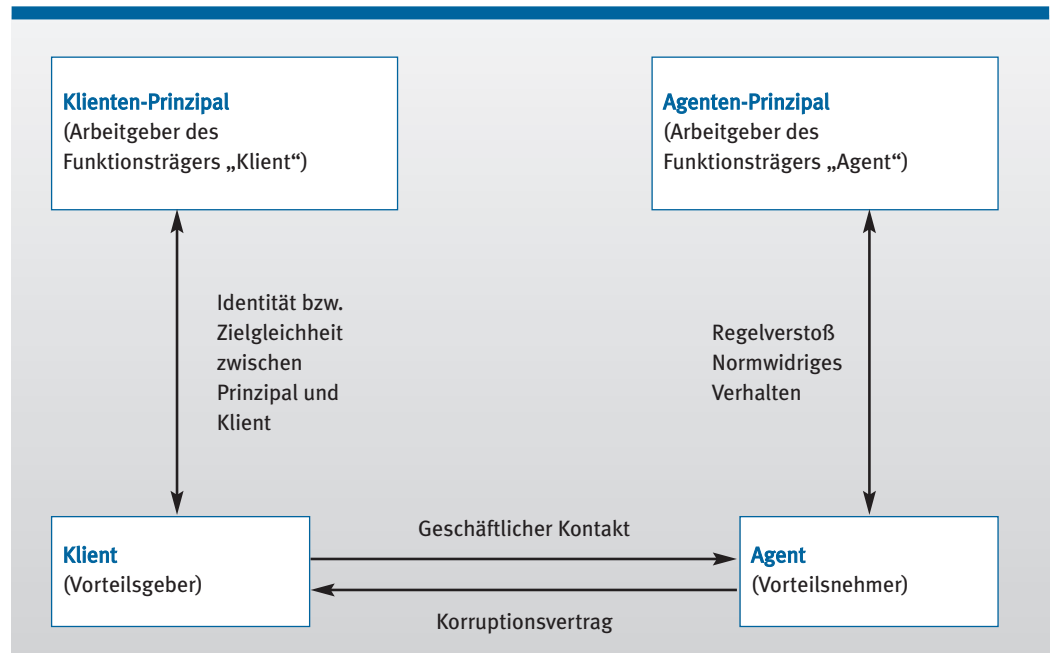 Klienten-Prinzipal
(Arbeitgeber des
Funktionsträgers „Klient“)
Agenten-Prinzipal
(Arbeitgeber des
Funktionsträgers „Agent“)
Identität bzw.
Zielgleichheit
zwischen
Prinzipal und
Klient
Regelverstoß
Normwidriges
Verhalten
Klient
(Vorteilsgeber)
Geschäftlicher Kontakt
Korruptionsvertrag
Agent
(Vorteilsnehmer)